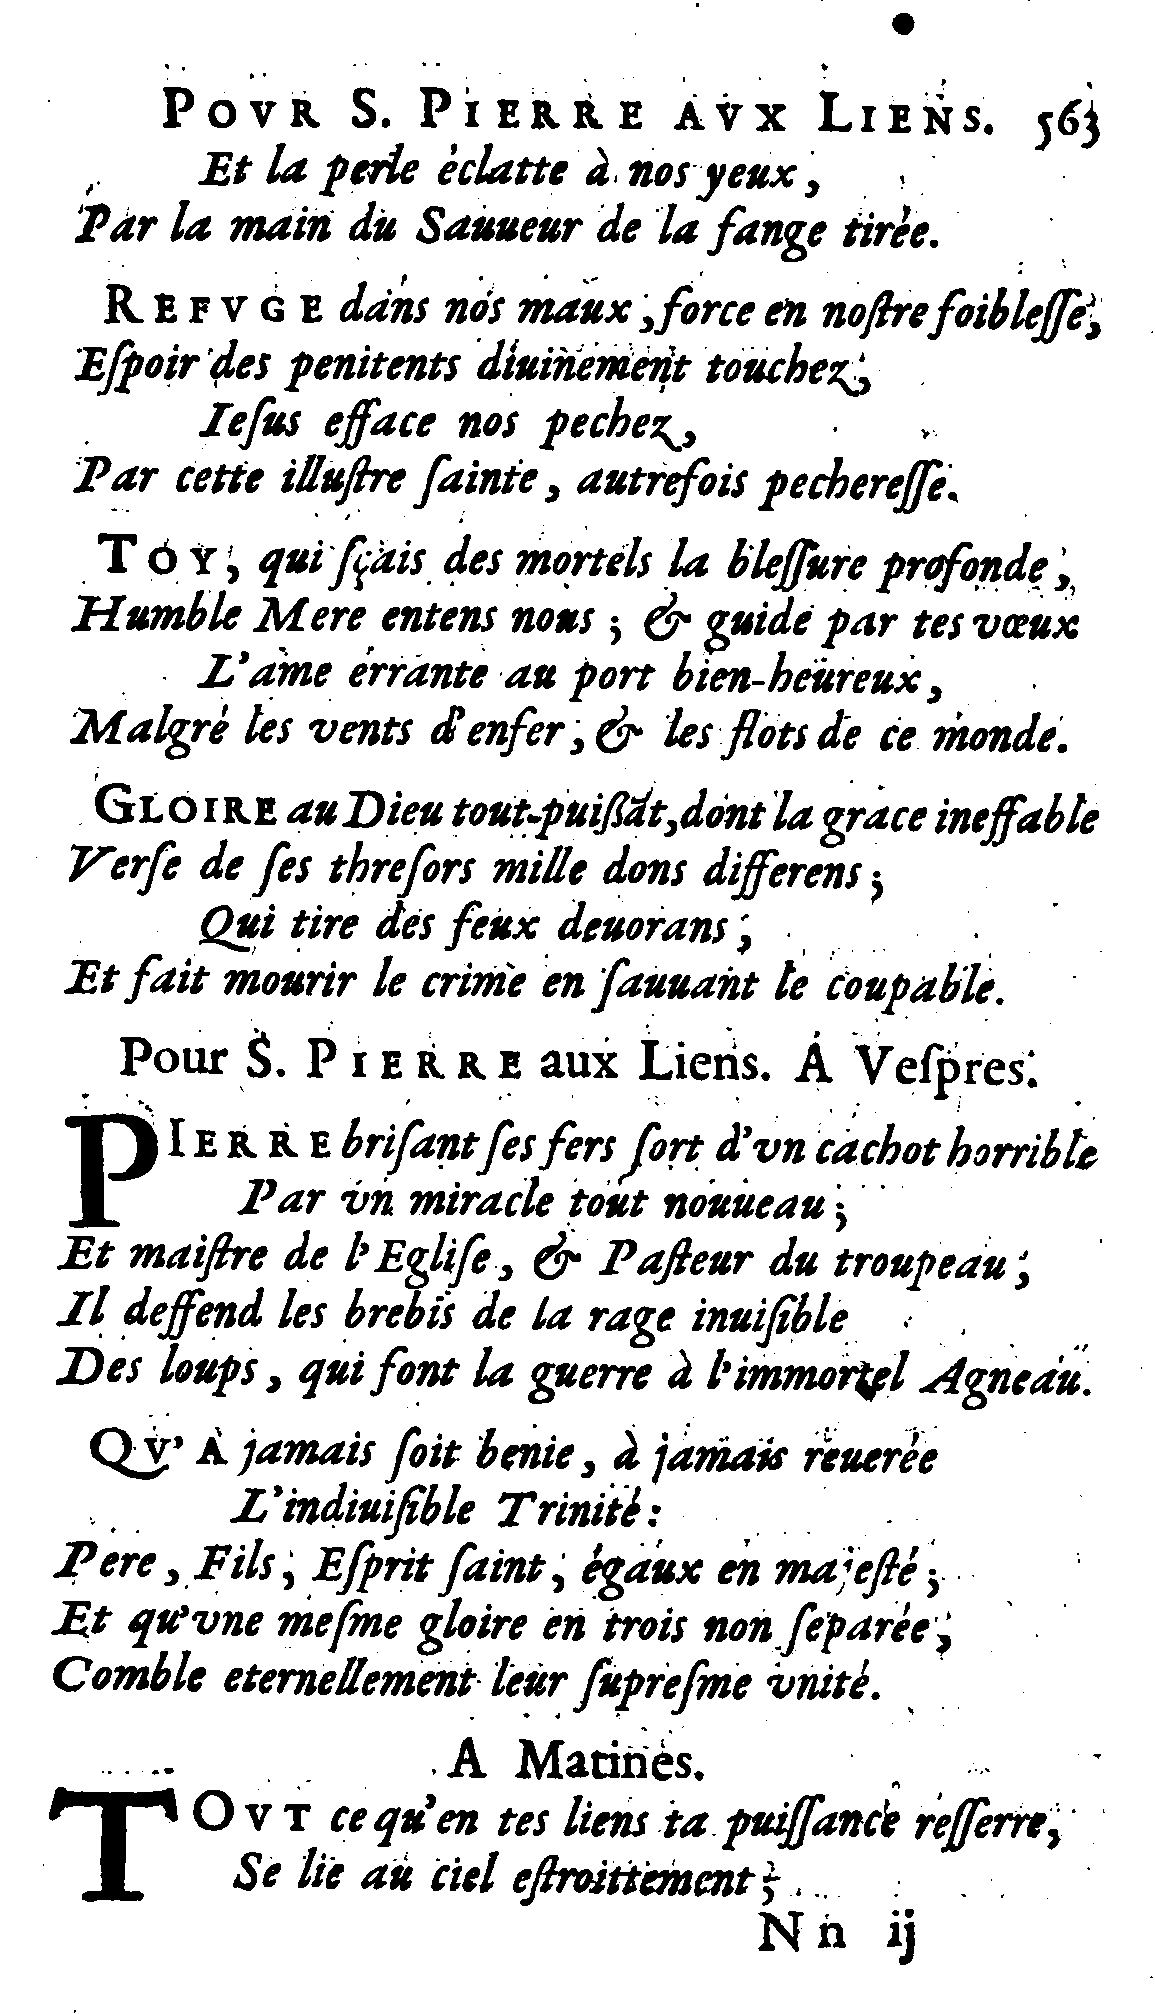 POVR S. PIERRE AVX LIENS. 563
Et la perle éclatte à nos yeux,
Par la main du Sauueur de la fange tirée.
REFVGE dans nos maux, force en noſtre foibleſſe,
Eſpoir des penitents diuinement touchez,
Ieſus efface nos pechez,
Par cette illuſtre ſainte, autrefois pechereſſe.
TOY, qui ſçais des mortels la bleſſure profonde,
Humble Mere entens nous; & guide par tes vœux
L'ame errante au port bien-heureux,
Malgré les vents d'enfer, & les flots de ce monde.
GLOIRE au Dieu tout-puißāt, dont la grace ineffable
Verſe de ſes threſors mille dons differens;
Qui tire des feux deuorans,
Et fait mourir le crime en ſauuant le coupable.
Pour S. PIERRE aux Liens. A Veſpres.
PIERRE briſant ſes fers ſort d'vn cachot horrible
Par vn miracle tout nouueau;
Et maiſtre de l'Egliſe, & Paſteur du troupeau,
Il deffend les brebis de la rage inuiſible
Des loups, qui font la guerre à l'immortel Agneau.
QV'A jamais ſoit benie, à jamais reuerée
L'indiuiſible Trinité:
Pere, Fils, Eſprit ſaint, égaux en majeſté;
Et qu'vne meſme gloire en trois non ſeparée,
Comble eternellement leur ſupreſme vnité.
A Matines.
TOVT ce qu'en tes liens ta puiſſance reſſerre,
Se lie au ciel eſtroittement;
Nn ij